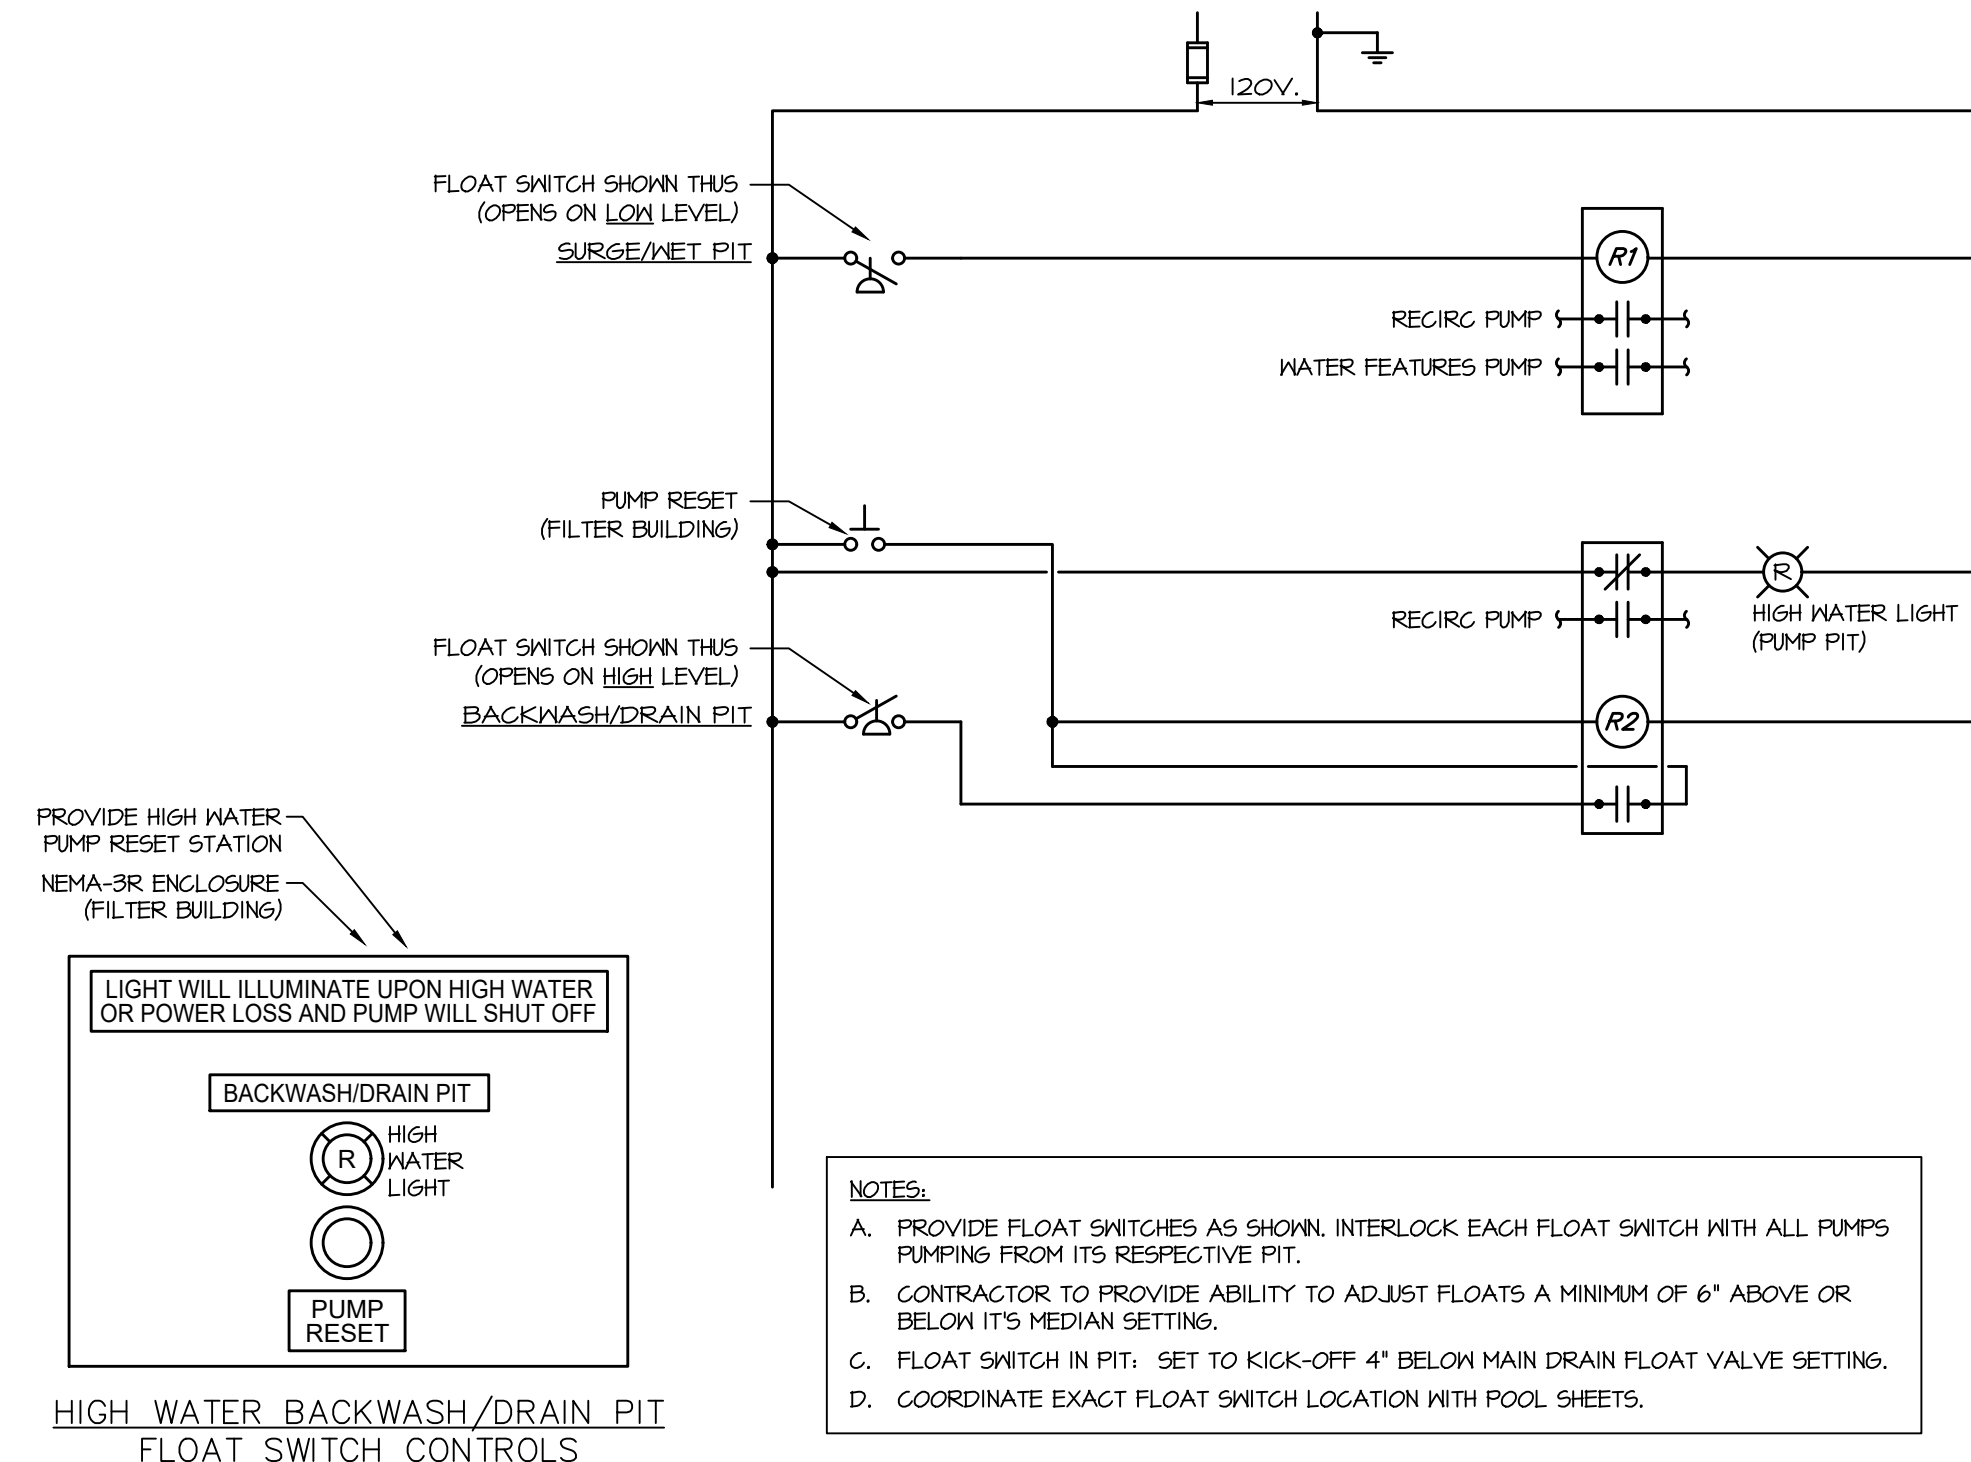 120V.
FLOAT SWITCH SHOWN THUS
(OPENS ON LOW LEVEL)
SURGE/WET PIT
R1
RECIRC PUMP
WATER FEATURES PUMP
PUMP RESET
(FILTER BUILDING)
R
HIGH WATER LIGHT
(PUMP PIT)
RECIRC PUMP
FLOAT SWITCH SHOWN THUS
(OPENS ON HIGH LEVEL)
BACKWASH/DRAIN PIT
R2
PROVIDE HIGH WATER
PUMP RESET STATION
NEMA-3R ENCLOSURE
(FILTER BUILDING)
LIGHT WILL ILLUMINATE UPON HIGH WATER
OR POWER LOSS AND PUMP WILL SHUT OFF
BACKWASH/DRAIN PIT
R
HIGH
WATER
LIGHT
PUMP
RESET
HIGH WATER BACKWASH/DRAIN PIT
FLOAT SWITCH CONTROLS
NOTES:
A. PROVIDE FLOAT SWITCHES AS SHOWN. INTERLOCK EACH FLOAT SWITCH WITH ALL PUMPS
PUMPING FROM ITS RESPECTIVE PIT.
B. CONTRACTOR TO PROVIDE ABILITY TO ADJUST FLOATS A MINIMUM OF 6" ABOVE OR
BELOW IT'S MEDIAN SETTING.
C. FLOAT SWITCH IN PIT: SET TO KICK-OFF 4" BELOW MAIN DRAIN FLOAT VALVE SETTING.
D. COORDINATE EXACT FLOAT SWITCH LOCATION WITH POOL SHEETS.